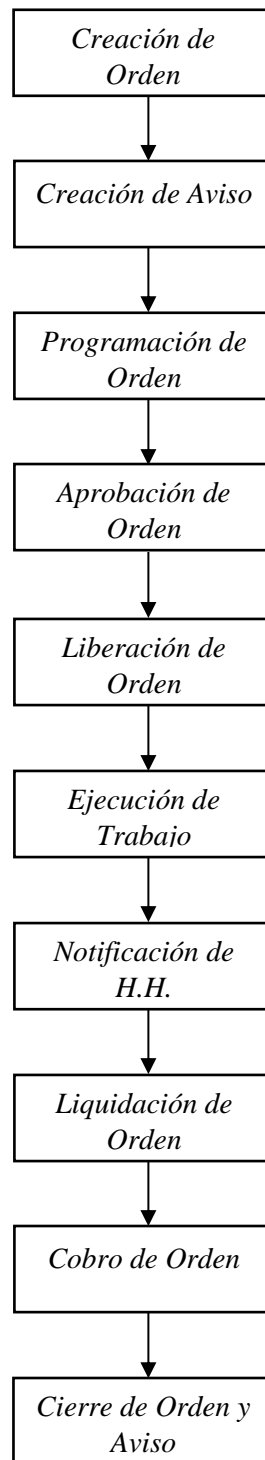 Creación de
Orden
Creación de Aviso
Programación de
Orden
Aprobación de
Orden
Liberación de
Orden
Ejecución de
Trabajo
Notificación de
H.H.
Liquidación de
Orden
Cobro de Orden
Cierre de Orden y
Aviso